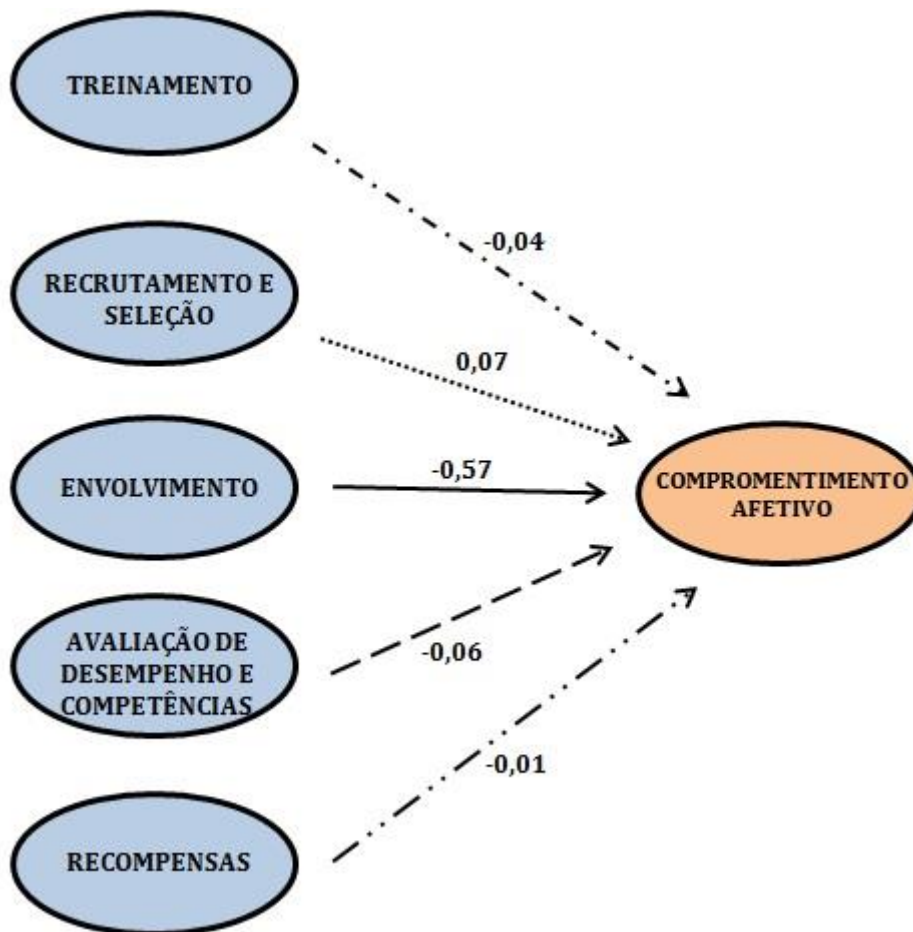 TREINAMENTO
-0,04
RECRUTAMENTO E
SELEÇÃO
0,07
ENVOLVIMENTO
-0,57
COMPROMENTIMENTO
AFETIVO
AVALIAÇÃO DE
DESEMPENHO E
COMPETÊNCIAS
-0,06
-0,01
RECOMPENSAS